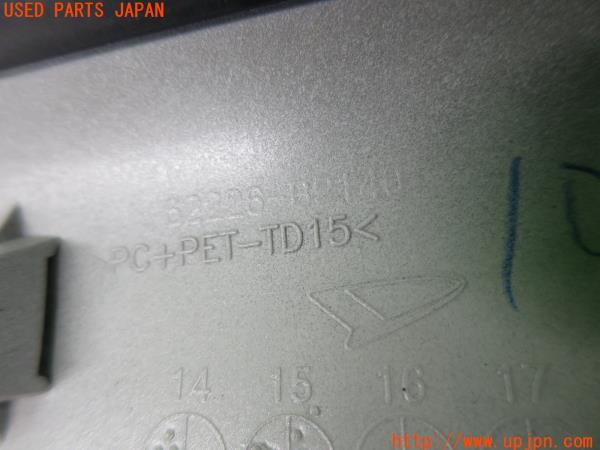 USED PARTS JAPAN
>PC+PET-TD15<
14 15 16 17
http://www.upjpn.com